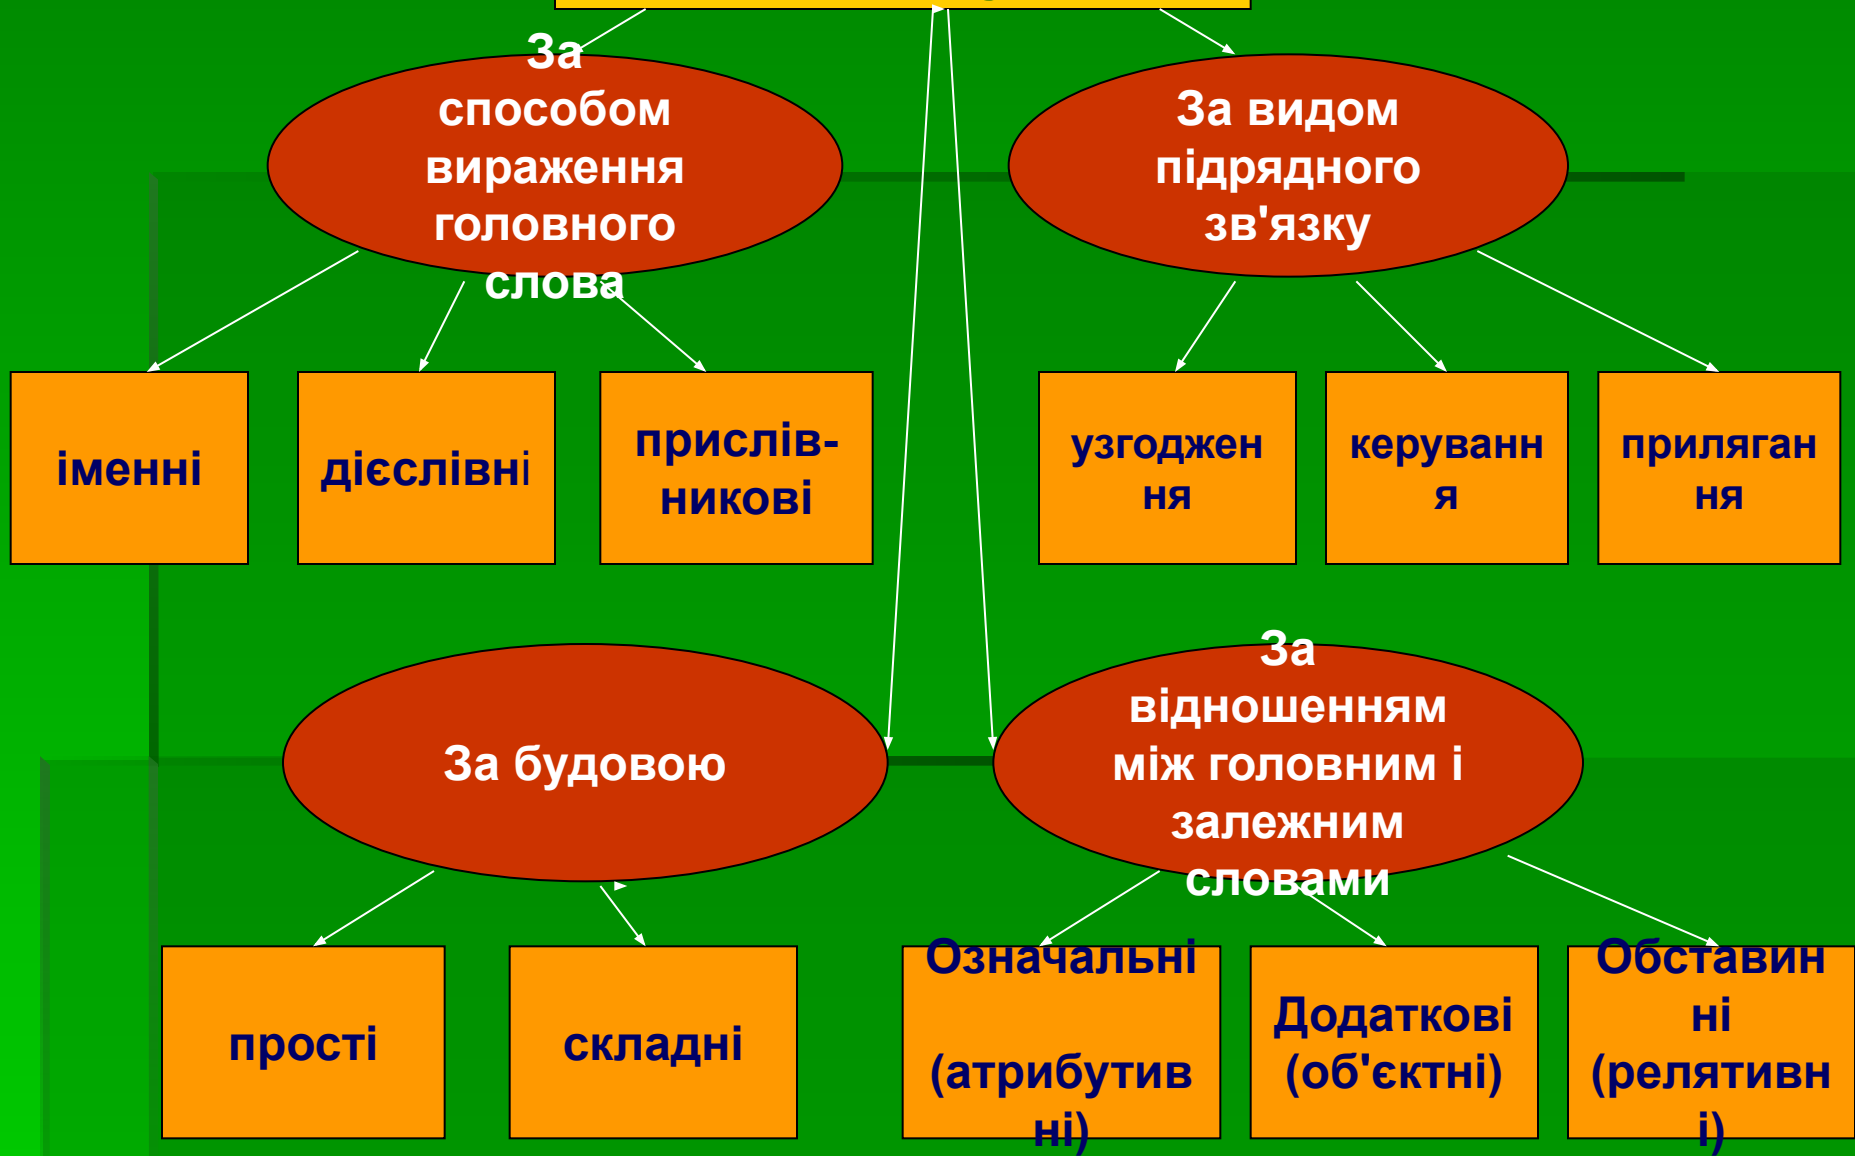 За
способом
вираження
головного
слова
За видом
підрядного
зв'язку
іменні
дієслівні
прислів-
никові
узгоджен
ня
керуванн
я
приляган
ня
За будовою
За
відношенням
між головним і
залежним
словами
прості
складні
Означальні
(атрибутив
ні)
Додаткові
(об'єктні)
Обставин
ні
(релятивн
і)